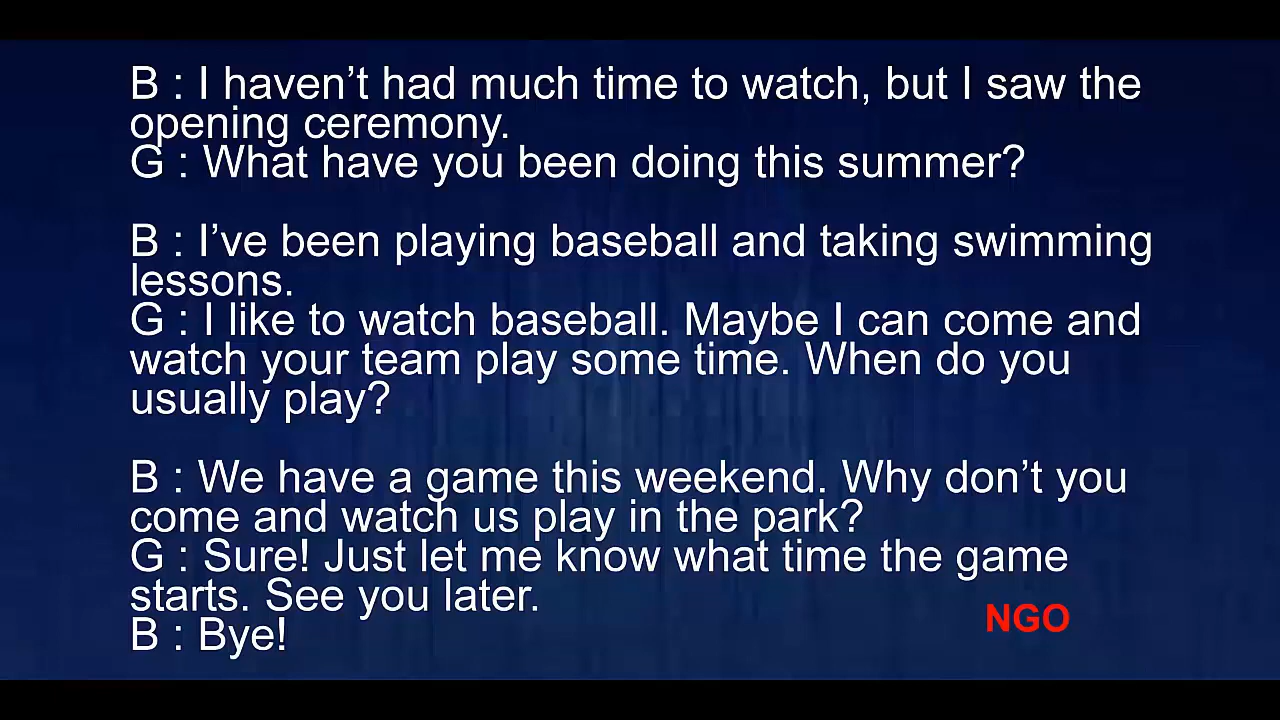 B : I haven’t had much time to watch, but I saw the
opening ceremony.
G : What have you been doing this summer?
B : I’ve been playing baseball and taking swimming
lessons.
G : I like to watch baseball. Maybe I can come and
watch your team play some time. When do you
usually play?
B : We have a game this weekend. Why don’t you
come and watch us play in the park?
G : Sure! Just let me know what time the game
starts. See you later.
B : Bye!
NGO